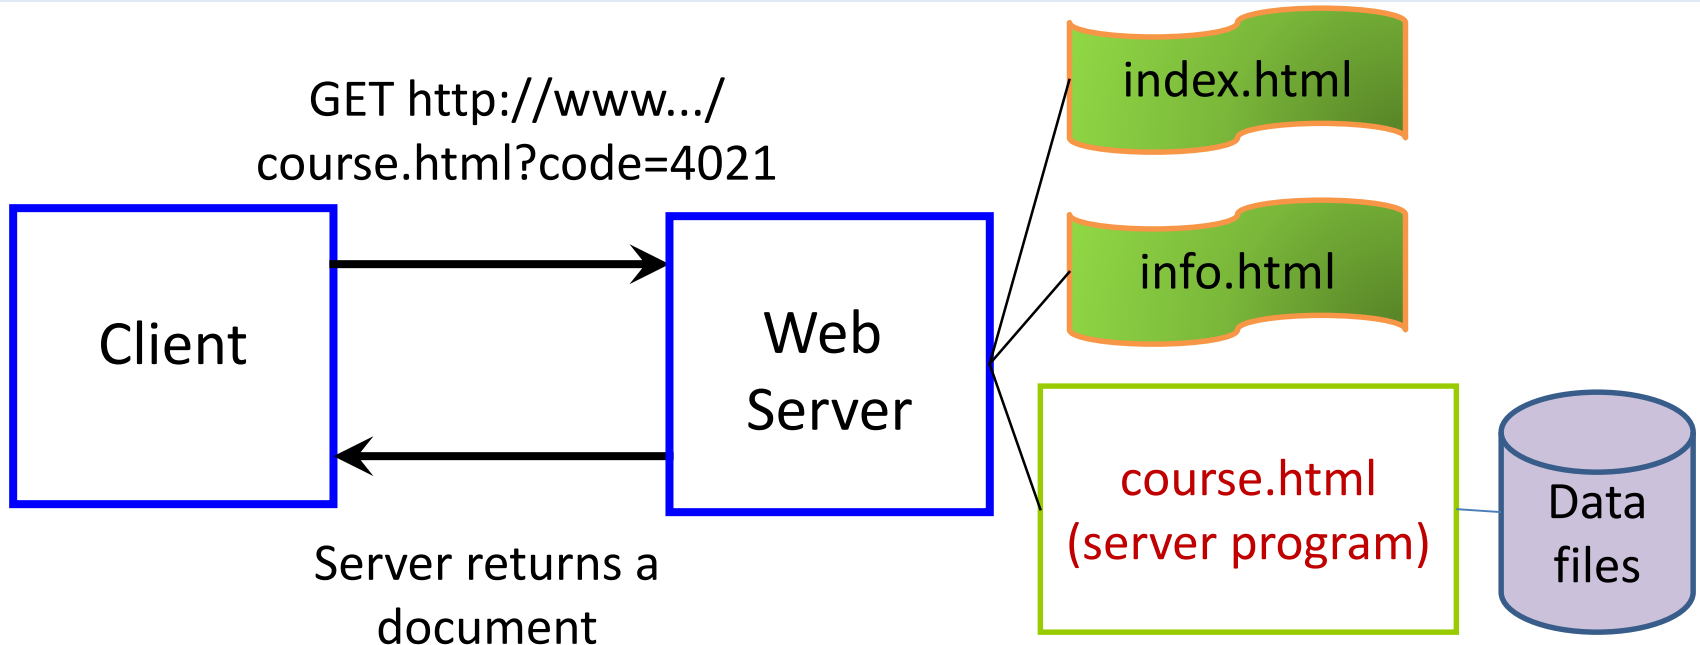 GET http://www.../
course.html?code=4021
Client
Web
Server
Server returns a
document
index.html
info.html
course.html
(server program)
Data
files